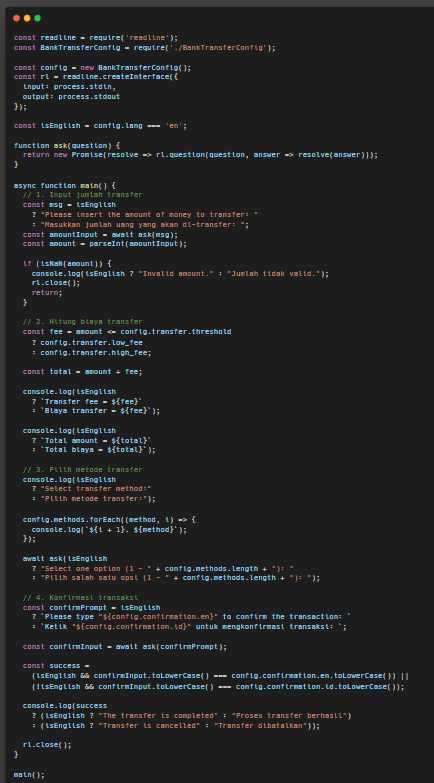 const readline = require('readline');
const BankTransferConfig = require('./BankTransferConfig');

const config = new BankTransferConfig();
const rl = readline.createInterface({
  input: process.stdin,
  output: process.stdout
});

const isEnglish = config.lang === 'en';

function ask(question) {
  return new Promise(resolve => rl.question(question, answer => resolve(answer)));
}

async function main() {
  // 1. Input jumlah transfer
  const msg = isEnglish
    ? "Please insert the amount of money to transfer: "
    : "Masukkan jumlah uang yang akan di-transfer: ";
  const amountInput = await ask(msg);
  const amount = parseInt(amountInput);

  if (isNaN(amount)) {
    console.log(isEnglish ? "Invalid amount." : "Jumlah tidak valid.");
    rl.close();
    return;
  }

  // 2. Hitung biaya transfer
  const fee = amount <= config.transfer.threshold
    ? config.transfer.low_fee
    : config.transfer.high_fee;

  const total = amount + fee;

  console.log(isEnglish
    ? `Transfer fee = ${fee}`
    : `Biaya transfer = ${fee}`);

  console.log(isEnglish
    ? `Total amount = ${total}`
    : `Total biaya = ${total}`);

  // 3. Pilih metode transfer
  console.log(isEnglish
    ? "Select transfer method:"
    : "Pilih metode transfer:");

  config.methods.forEach((method, i) => {
    console.log(`${i + 1}. ${method}`);
  });

  await ask(isEnglish
    ? "Select one option (1 - " + config.methods.length + "): "
    : "Pilih salah satu opsi (1 - " + config.methods.length + "): ");

  // 4. Konfirmasi transaksi
  const confirmPrompt = isEnglish
    ? `Please type "${config.confirmation.en}" to confirm the transaction: `
    : `Ketik "${config.confirmation.id}" untuk mengkonfirmasi transaksi: `;

  const confirmInput = await ask(confirmPrompt);

  const success =
    (isEnglish && confirmInput.toLowerCase() === config.confirmation.en.toLowerCase()) ||
    (!isEnglish && confirmInput.toLowerCase() === config.confirmation.id.toLowerCase());

  console.log(success
    ? (isEnglish ? "The transfer is completed" : "Proses transfer berhasil")
    : (isEnglish ? "Transfer is cancelled" : "Transfer dibatalkan"));

  rl.close();
}

main();